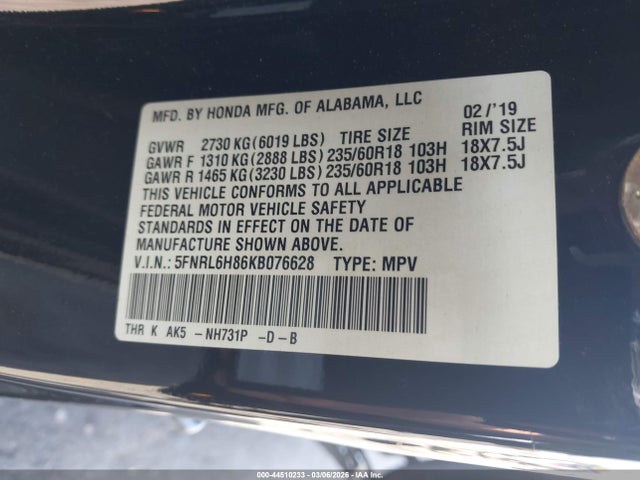 MFD. BY HONDA MFG. OF ALABAMA, LLC 02/'19
GVWR 2730 KG(6019 LBS) TIRE SIZE RIM SIZE
GAWR F 1310 KG(2888 LBS) 235/60R18 103H 18X7.5J
GAWR R 1465 KG(3230 LBS) 235/60R18 103H 18X7.5J
THIS VEHICLE CONFORMS TO ALL APPLICABLE
FEDERAL MOTOR VEHICLE SAFETY
STANDARDS IN EFFECT ON THE DATE OF
MANUFACTURE SHOWN ABOVE.
V.I.N.: 5FNRL6H86KB076628 TYPE: MPV
THR K AK5 -NH731P -D-B
000-44510233 - 03/06/2026 - IAA Inc.